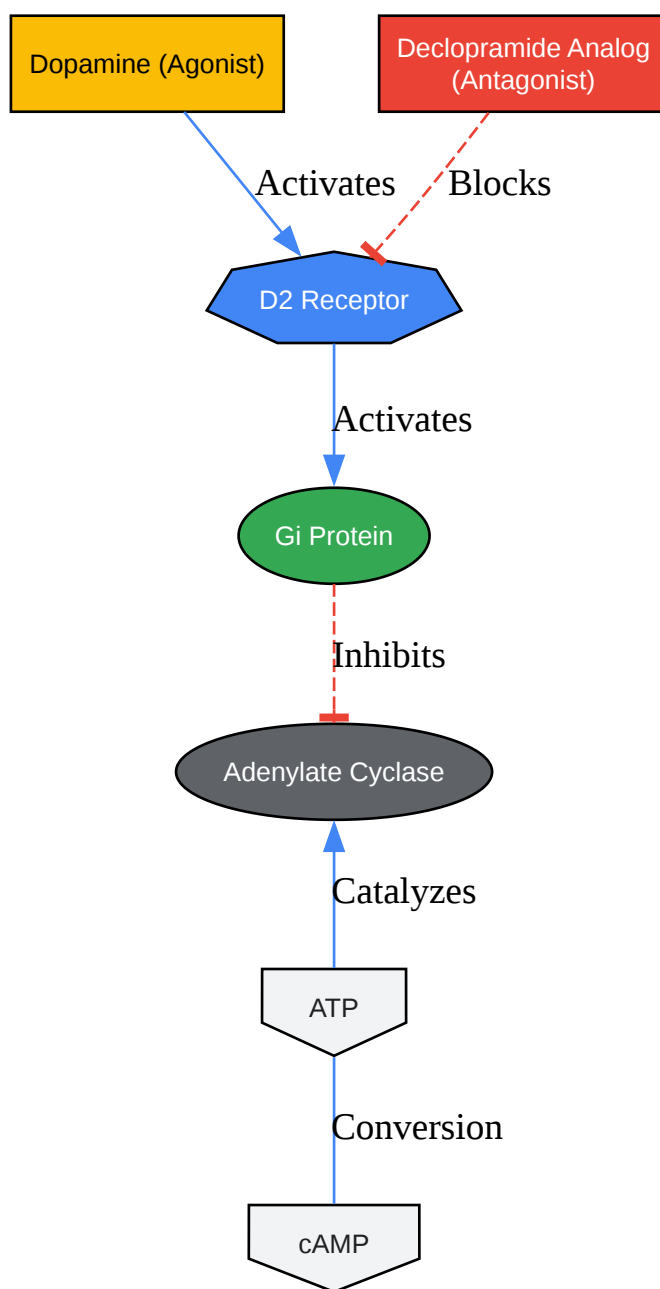 Dopamine (Agonist)
Declopramide Analog
(Antagonist)
Activates
Blocks
D2 Receptor
Activates
Gi Protein
Inhibits
Adenylate Cyclase
Catalyzes
ATP
Conversion
cAMP